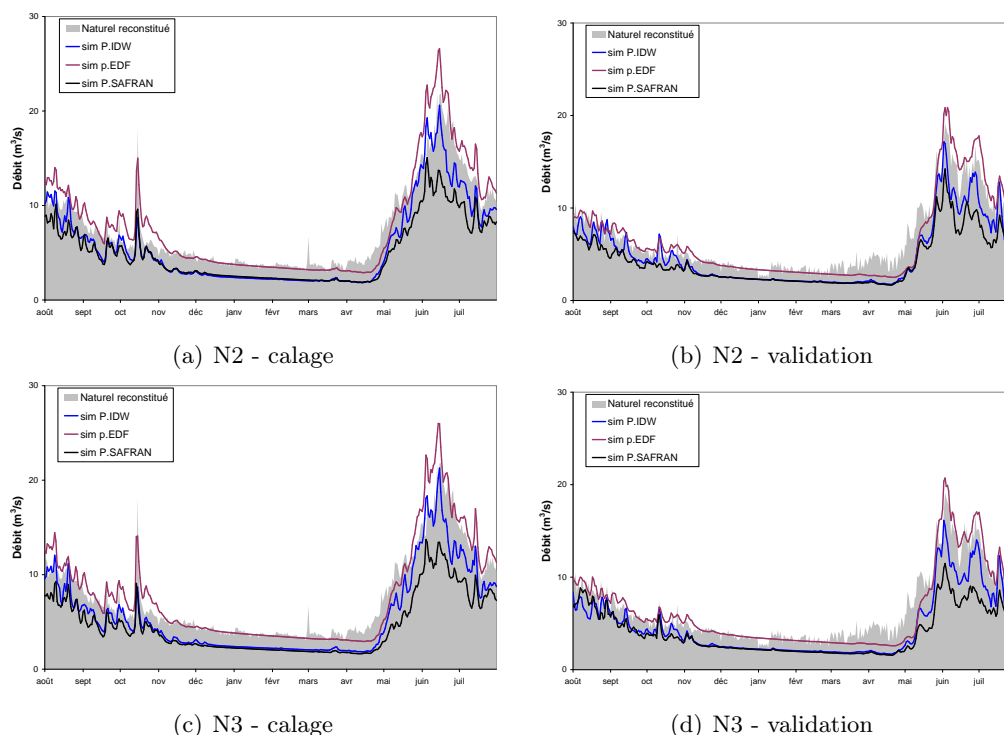 30
20
10
0
Débit (m³/s)
Naturel reconstitué
sim P.IDW
sim p.EDF
sim P.SAFRAN
août sept oct nov déc janv févr mars avr mai juin juil
(a) N2 - calage
30
20
10
0
Débit (m³/s)
Naturel reconstitué
sim P.IDW
sim p.EDF
sim P.SAFRAN
août sept oct nov déc janv févr mars avr mai juin juil
(b) N2 - validation
30
20
10
0
Débit (m³/s)
Naturel reconstitué
sim P.IDW
sim p.EDF
sim P.SAFRAN
août sept oct nov déc janv févr mars avr mai juin juil
(c) N3 - calage
30
20
10
0
Débit (m³/s)
Naturel reconstitué
sim P.IDW
sim p.EDF
sim P.SAFRAN
août sept oct nov déc janv févr mars avr mai juin juil
(d) N3 - validation